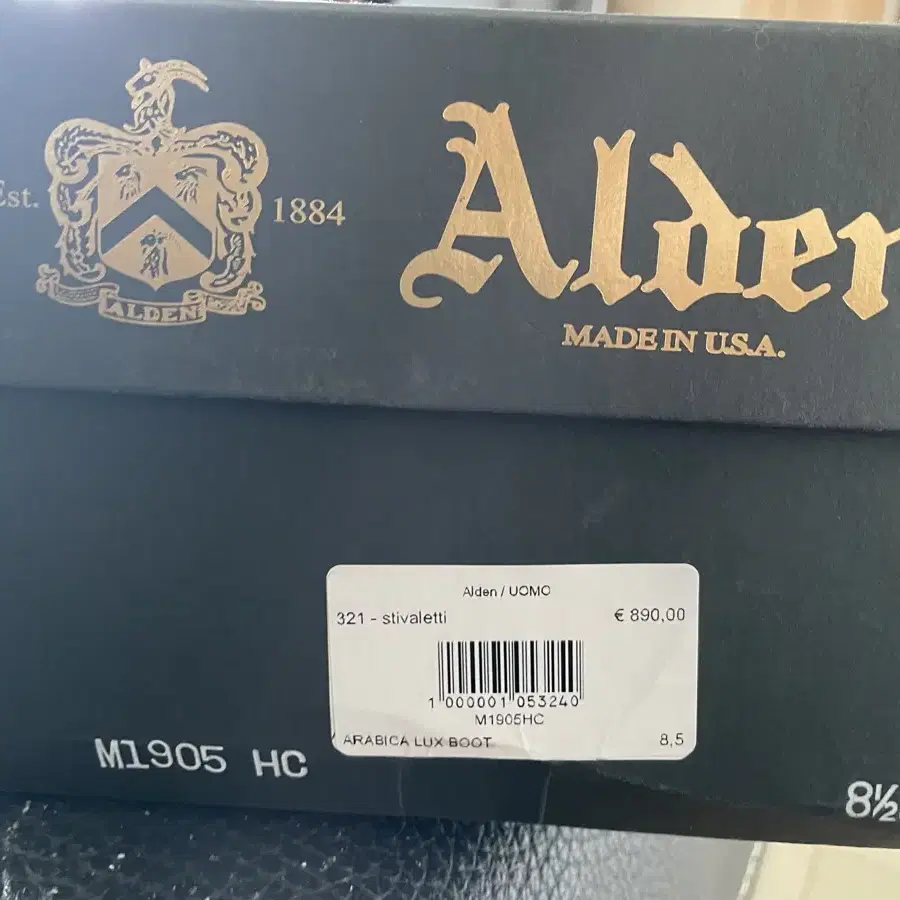 Est. 1884
ALDEN
Alden
MADE IN U.S.A.
Alden / UOMO
321 - stivaletti € 890,00
1 000001 053240
M1905HC
ARABICA LUX BOOT 8,5
M1905 HC 8½